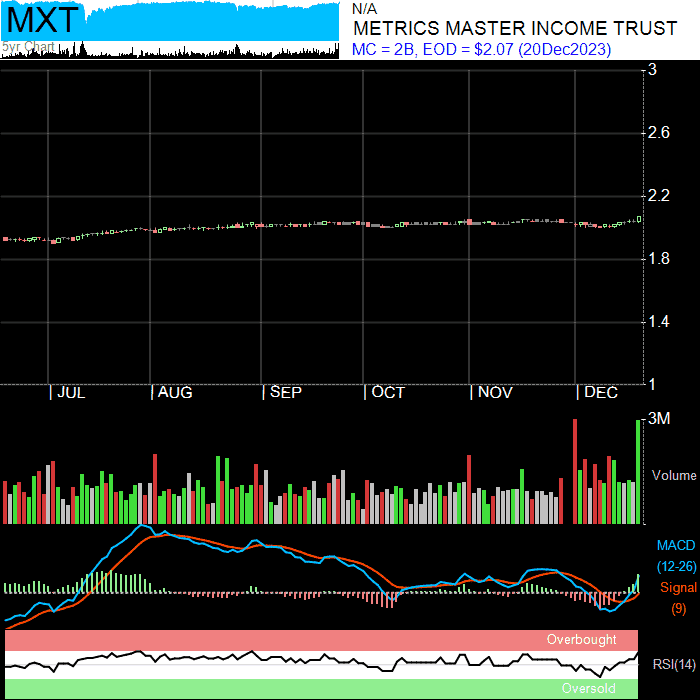 MXT
5yr Chart
N/A
METRICS MASTER INCOME TRUST
MC = 2B, EOD = $2.07 (20Dec2023)
3
2.6
2.2
1.8
1.4
1
JUL AUG SEP OCT NOV DEC
3M
Volume
MACD
(12-26)
Signal
(9)
Overbought
RSI(14)
Oversold